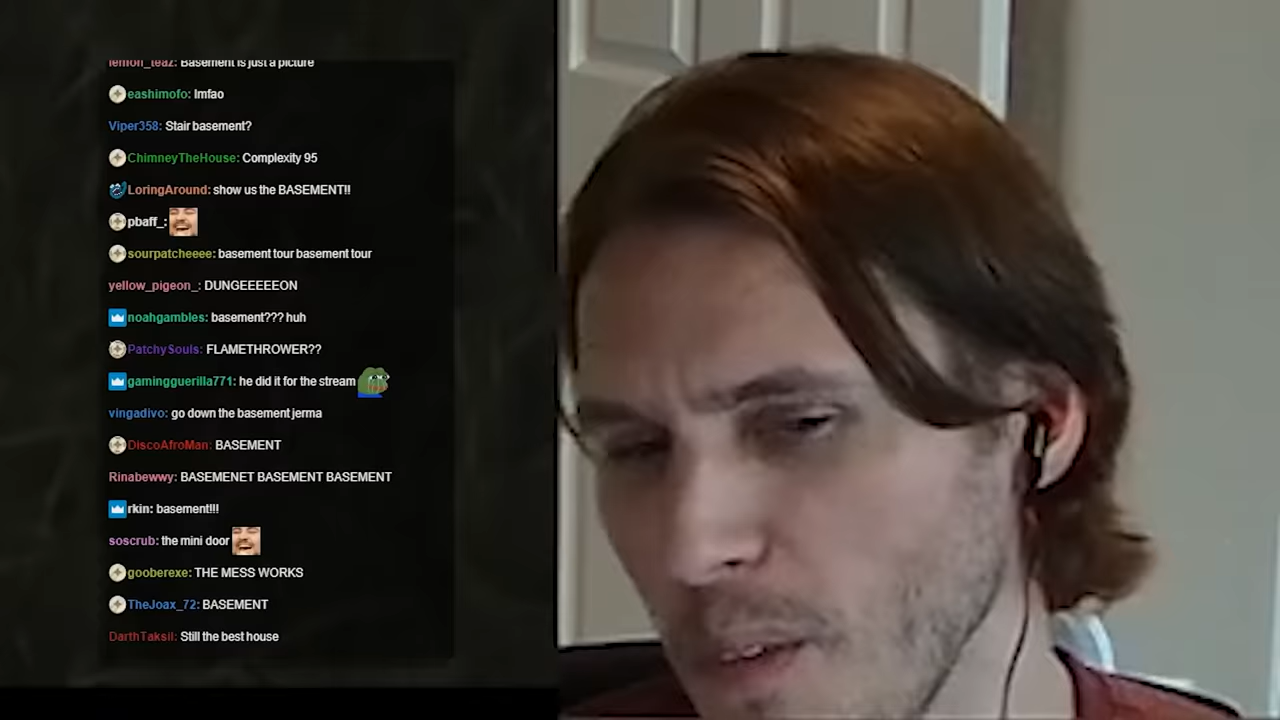 lemon_teaz: Basement is just a picture
eashimofo: lmfao
Viper358: Stair basement?
ChimneyTheHouse: Complexity 95
LoringAround: show us the BASEMENT!!
pbaff_:
sourpatcheeee: basement tour basement tour
yellow_pigeon_: DUNGEEEEEON
noahgambles: basement??? huh
PatchySouls: FLAMETHROWER??
gamingguerilla771: he did it for the stream
vingadivo: go down the basement jerma
DiscoAfroMan: BASEMENT
Rinabewwy: BASEMENET BASEMENT BASEMENT
rkin: basement!!!
soscrub: the mini door
gooberexe: THE MESS WORKS
TheJoax_72: BASEMENT
DarthTaksii: Still the best house